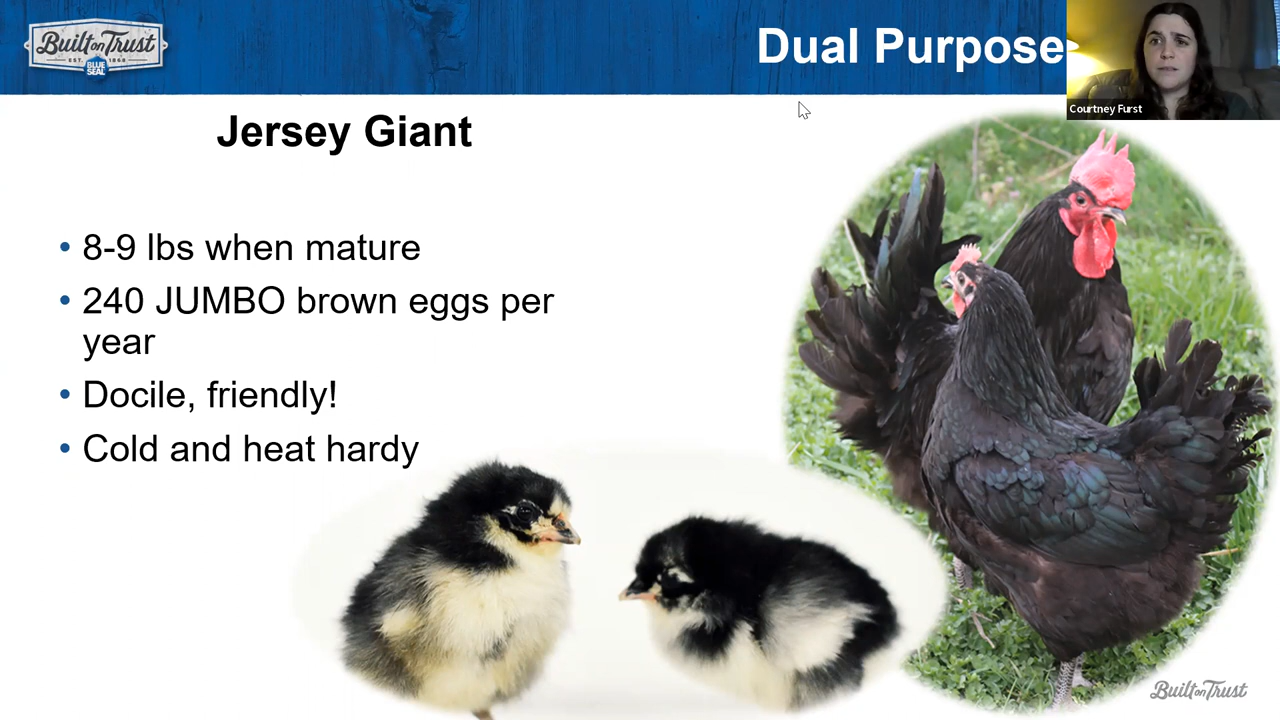 Built on Trust
EST. 1868
BLUE
SEAL
Dual Purpose
Courtney Furst
Jersey Giant
• 8-9 lbs when mature
• 240 JUMBO brown eggs per
year
• Docile, friendly!
• Cold and heat hardy
Built on Trust